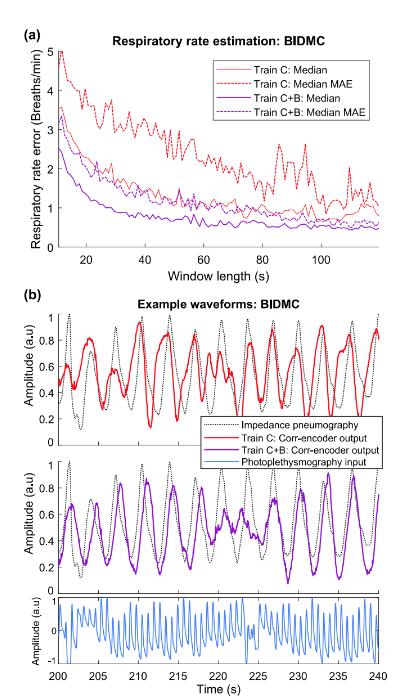 (a)
Respiratory rate estimation: BIDMC
Respiratory rate error (Breaths/min)
5
4
3
2
1
0
Train C: Median
Train C: Median MAE
Train C+B: Median
Train C+B: Median MAE
20 40 60 80 100
Window length (s)
(b)
Example waveforms: BIDMC
Amplitude (a.u)
1
0.8
0.6
0.4
0.2
0
Impedance pneumography
Train C: Corr-encoder output
Train C+B: Corr-encoder output
Photoplethysmography input
Amplitude (a.u)
1
0.8
0.6
0.4
0.2
0
Amplitude (a.u)
1
0
-1
200 205 210 215 220 225 230 235 240
Time (s)